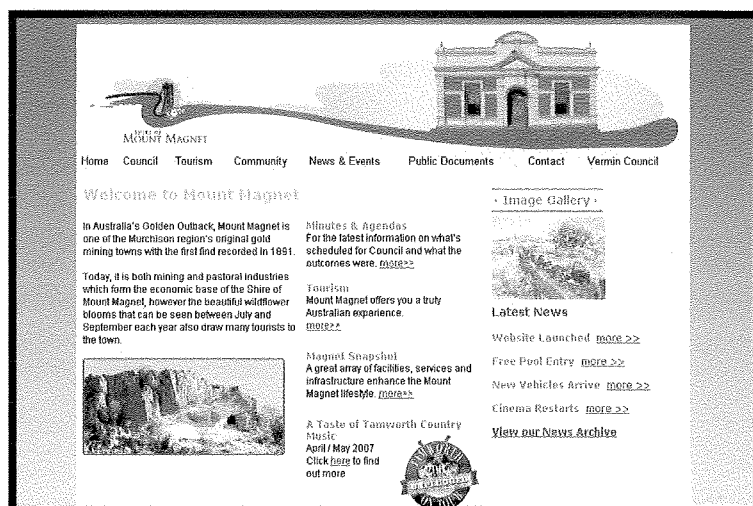 SHIRE OF
MOUNT MAGNET
Home Council Tourism Community News & Events Public Documents Contact Vermin Council
Welcome to Mount Magnet
In Australia's Golden Outback, Mount Magnet is
one of the Murchison region's original gold
mining towns with the first find recorded in 1891.
Today, it is both mining and pastoral industries
which form the economic base of the Shire of
Mount Magnet, however the beautiful wildflower
blooms that can be seen between July and
September each year also draw many tourists to
the town.
Minutes & Agendas
For the latest information on what's
scheduled for Council and what the
outcomes were. more>>
Tourism
Mount Magnet offers you a truly
Australian experience.
more>>
Magnet Snapshot
A great array of facilities, services and
infrastructure enhance the Mount
Magnet lifestyle. more>>
A Taste of Tamworth Country
Music
April / May 2007
Click here to find
out more
· Image Gallery ·
Latest News
Website Launched more >>
Free Pool Entry more >>
New Vehicles Arrive more >>
Cinema Restarts more >>
View our News Archive